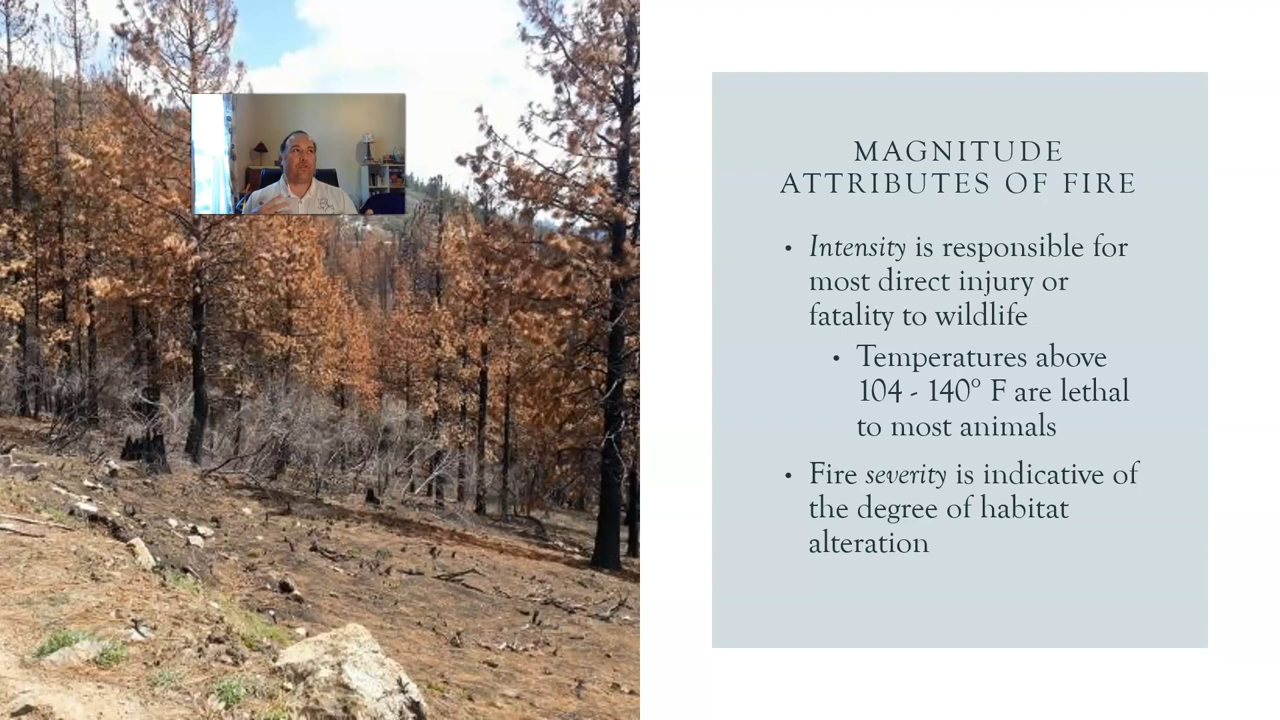 MAGNITUDE
ATTRIBUTES OF FIRE
• Intensity is responsible for
most direct injury or
fatality to wildlife
• Temperatures above
104 - 140° F are lethal
to most animals
• Fire severity is indicative of
the degree of habitat
alteration